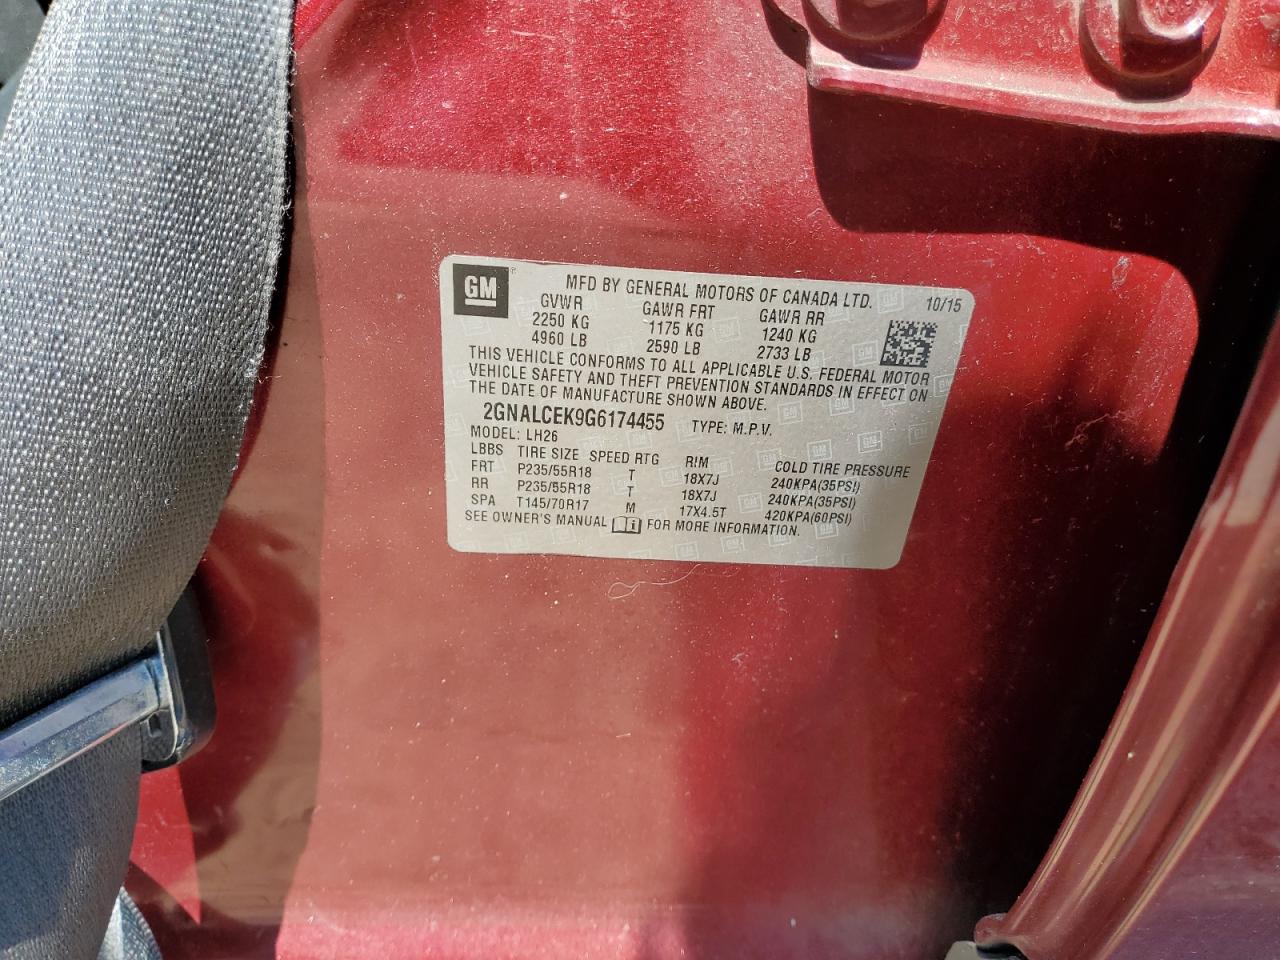 GM
MFD BY GENERAL MOTORS OF CANADA LTD. 10/15
GVWR GAWR FRT GAWR RR
2250 KG 1175 KG 1240 KG
4960 LB 2590 LB 2733 LB
THIS VEHICLE CONFORMS TO ALL APPLICABLE U.S. FEDERAL MOTOR
VEHICLE SAFETY AND THEFT PREVENTION STANDARDS IN EFFECT ON
THE DATE OF MANUFACTURE SHOWN ABOVE.
2GNALCEK9G6174455 TYPE: M.P.V.
MODEL: LH26
LBBS TIRE SIZE SPEED RTG RIM COLD TIRE PRESSURE
FRT P235/55R18 T 18X7J 240KPA(35PSI)
RR P235/55R18 T 18X7J 240KPA(35PSI)
SPA T145/70R17 M 17X4.5T 420KPA(60PSI)
SEE OWNER'S MANUAL FOR MORE INFORMATION.